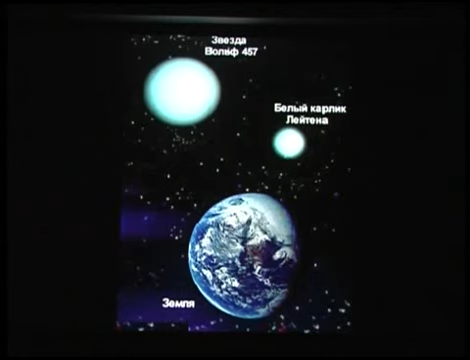 Звезда
Вольф 457
Белый карлик
Лейтена
Земля